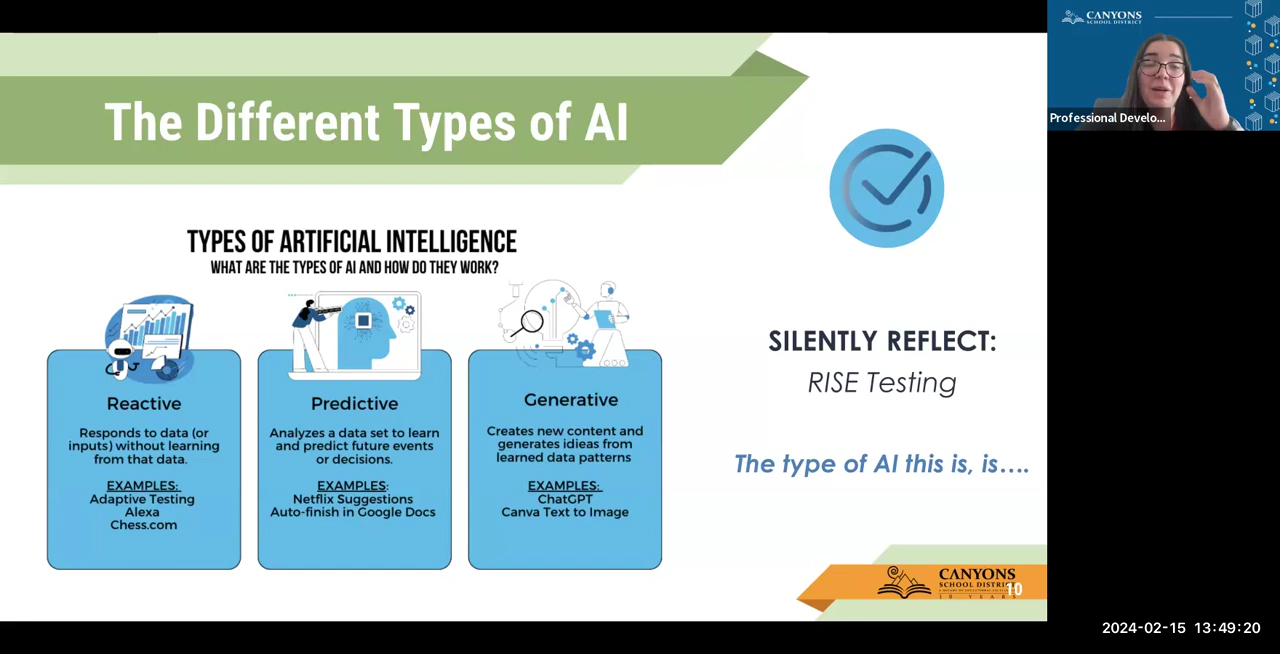 The Different Types of AI
TYPES OF ARTIFICIAL INTELLIGENCE
WHAT ARE THE TYPES OF AI AND HOW DO THEY WORK?
Reactive
Responds to data (or
inputs) without learning
from that data.
EXAMPLES:
Adaptive Testing
Alexa
Chess.com
Predictive
Analyzes a data set to learn
and predict future events
or decisions.
EXAMPLES:
Netflix Suggestions
Auto-finish in Google Docs
Generative
Creates new content and
generates idieas from
learned data patterns
EXAMPLES:
ChatGPT
Canva Text to Image
SILENTLY REFLECT:
RISE Testing
The type of AI this is, is....
CANYONS
SCHOOL DISTRICT
10
CANYONS
SCHOOL DISTRICT
Professional Develo...
2024-02-15 13:49:20